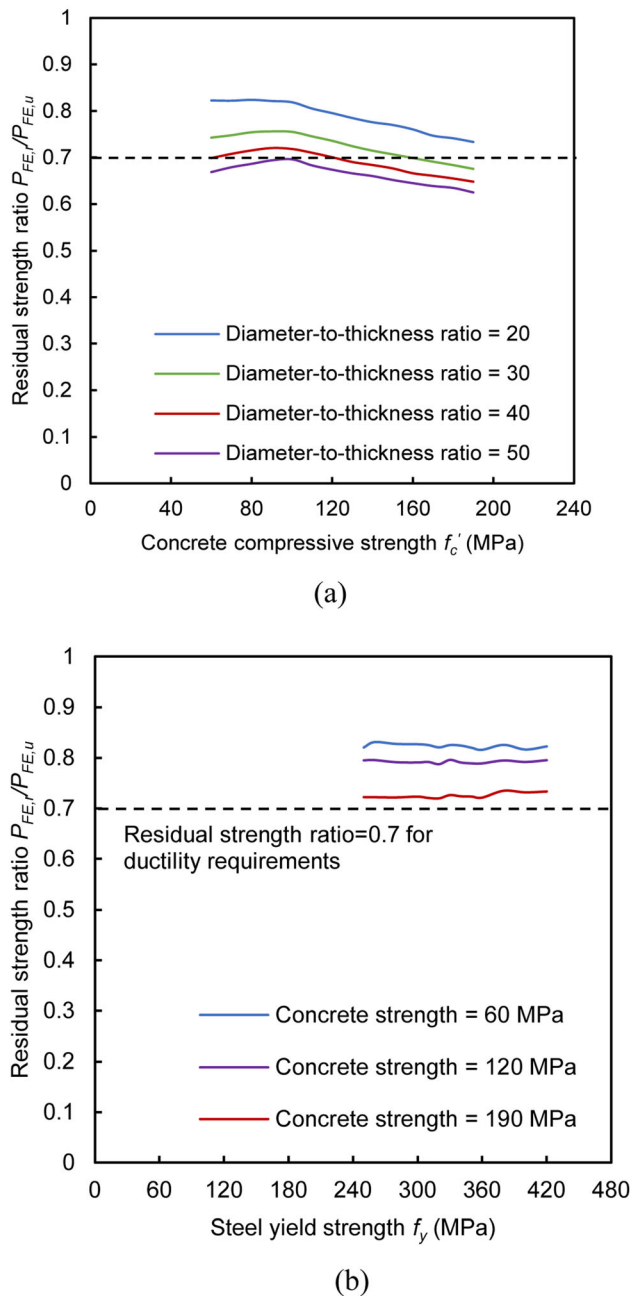 1
0.9
0.8
0.7
0.6
0.5
0.4
0.3
0.2
0.1
0
Residual strength ratio P_FE,r/P_FE,u
Diameter-to-thickness ratio = 20
Diameter-to-thickness ratio = 30
Diameter-to-thickness ratio = 40
Diameter-to-thickness ratio = 50
0 40 80 120 160 200 240
Concrete compressive strength f_c' (MPa)
(a)
1
0.9
0.8
0.7
0.6
0.5
0.4
0.3
0.2
0.1
0
Residual strength ratio P_FE,r/P_FE,u
Residual strength ratio=0.7 for
ductility requirements
Concrete strength = 60 MPa
Concrete strength = 120 MPa
Concrete strength = 190 MPa
0 60 120 180 240 300 360 420 480
Steel yield strength f_y (MPa)
(b)